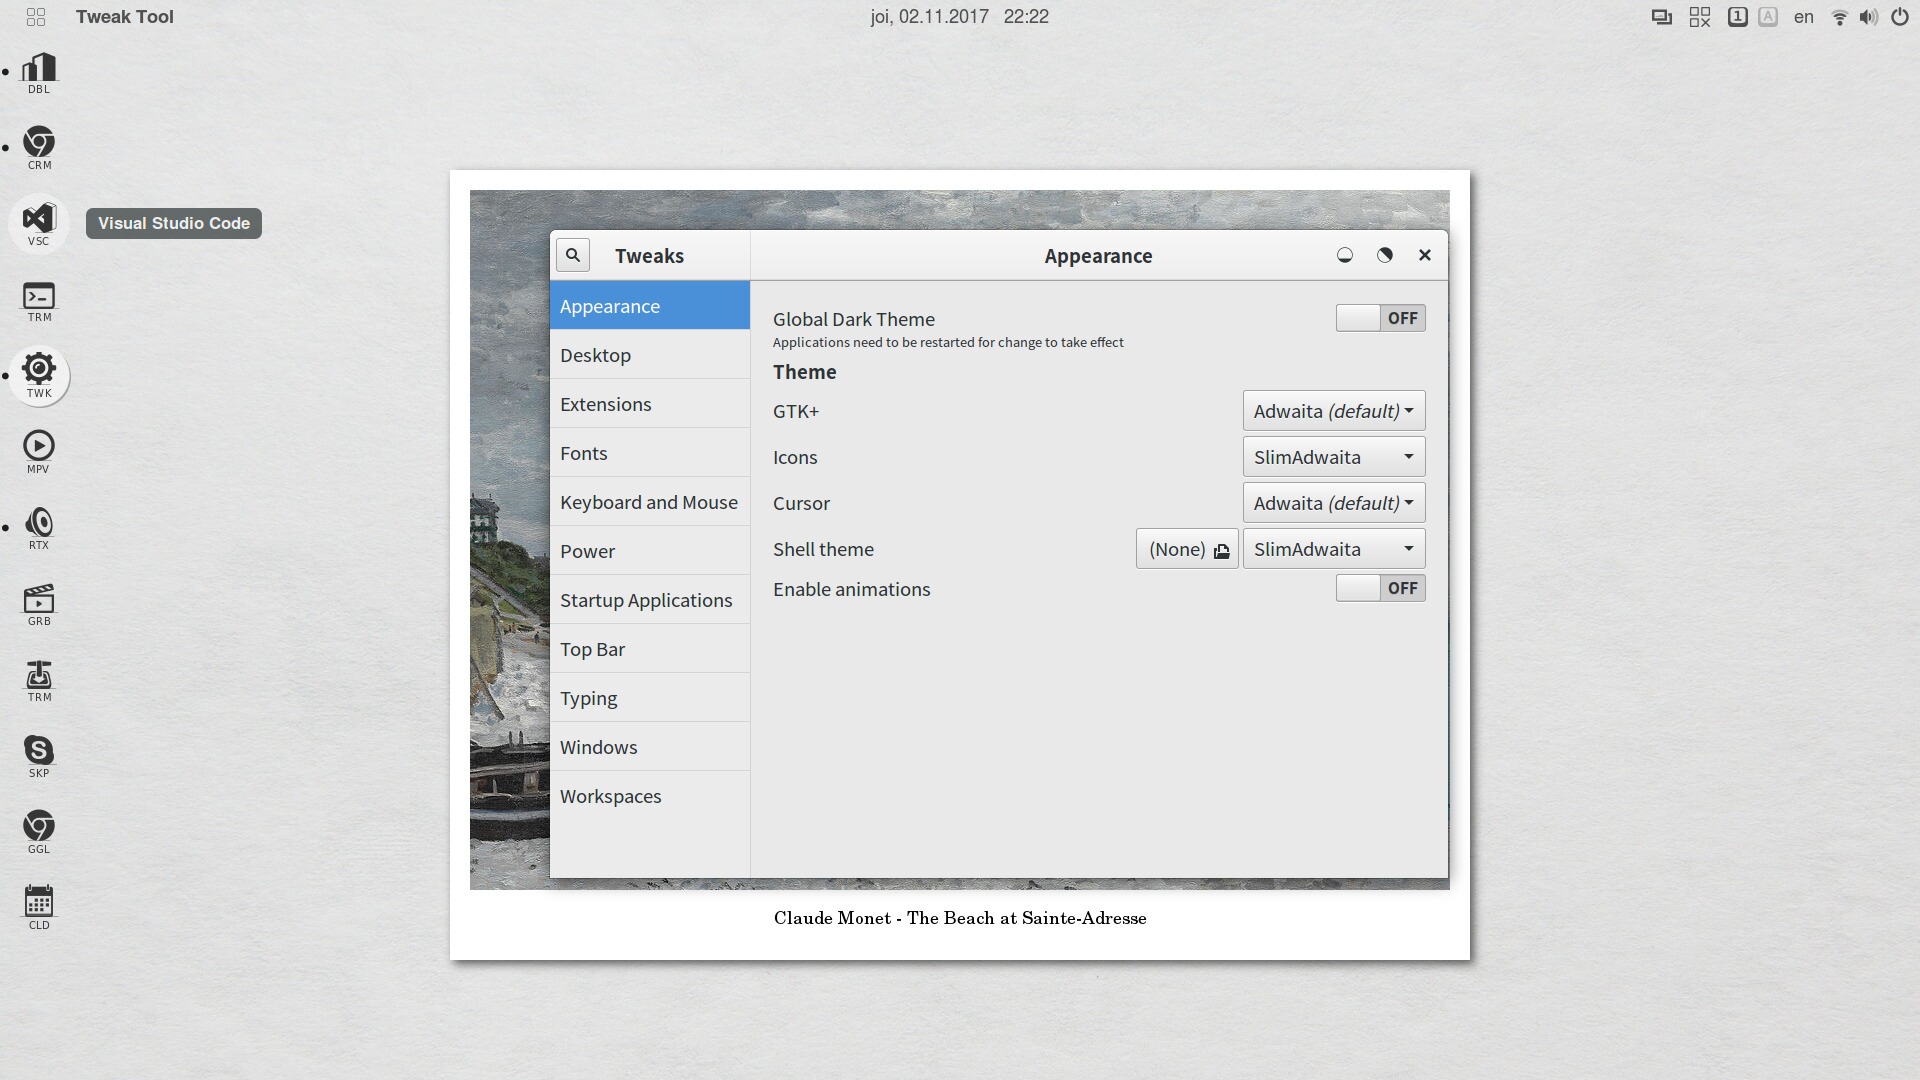 Tweak Tool
joi, 02.11.2017 22:22
1 A en
DBL
CRM
VSC
Visual Studio Code
TRM
TWK
MPV
RTX
GRB
TRM
SKP
GGL
CLD
Tweaks
Appearance
Desktop
Extensions
Fonts
Keyboard and Mouse
Power
Startup Applications
Top Bar
Typing
Windows
Workspaces
Appearance
Global Dark Theme OFF
Applications need to be restarted for change to take effect
Theme
GTK+ Adwaita (default)
Icons SlimAdwaita
Cursor Adwaita (default)
Shell theme (None) SlimAdwaita
Enable animations OFF
Claude Monet - The Beach at Sainte-Adresse